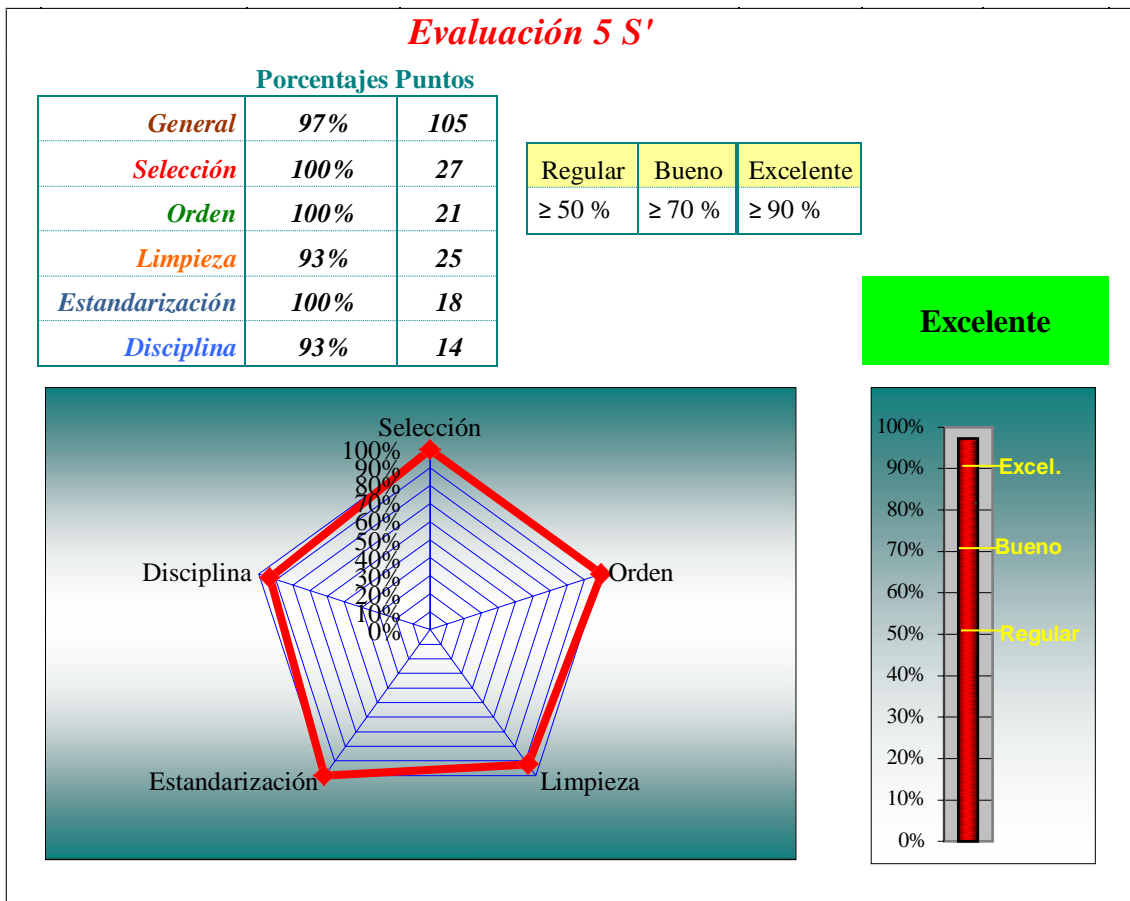 Evaluación 5 S'
Porcentajes Puntos
General 97% 105
Selección 100% 27
Orden 100% 21
Limpieza 93% 25
Estandarización 100% 18
Disciplina 93% 14
Regular Bueno Excelente
≥ 50 % ≥ 70 % ≥ 90 %
Excelente
Selección
100%
90%
80%
70%
60%
50%
40%
30%
20%
10%
0%
Orden
Limpieza
Estandarización
Disciplina
100%
90%
80%
70%
60%
50%
40%
30%
20%
10%
0%
Excel.
Bueno
Regular